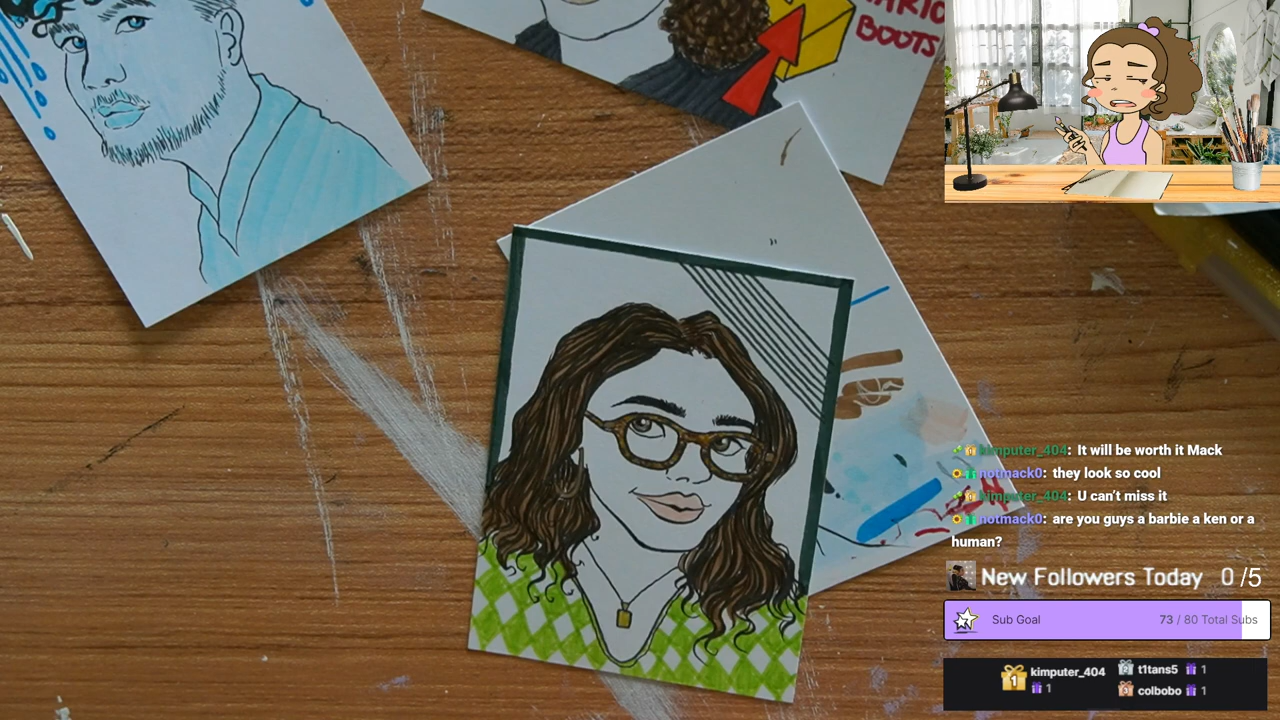 BOOTS
kimputer_404: It will be worth it Mack
notmack0: they look so cool
kimputer_404: U can't miss it
notmack0: are you guys a barbie a ken or a
human?
New Followers Today 0 /5
Sub Goal 73 / 80 Total Subs
1 kimputer_404 1
t1tans5 1
colbobo 1